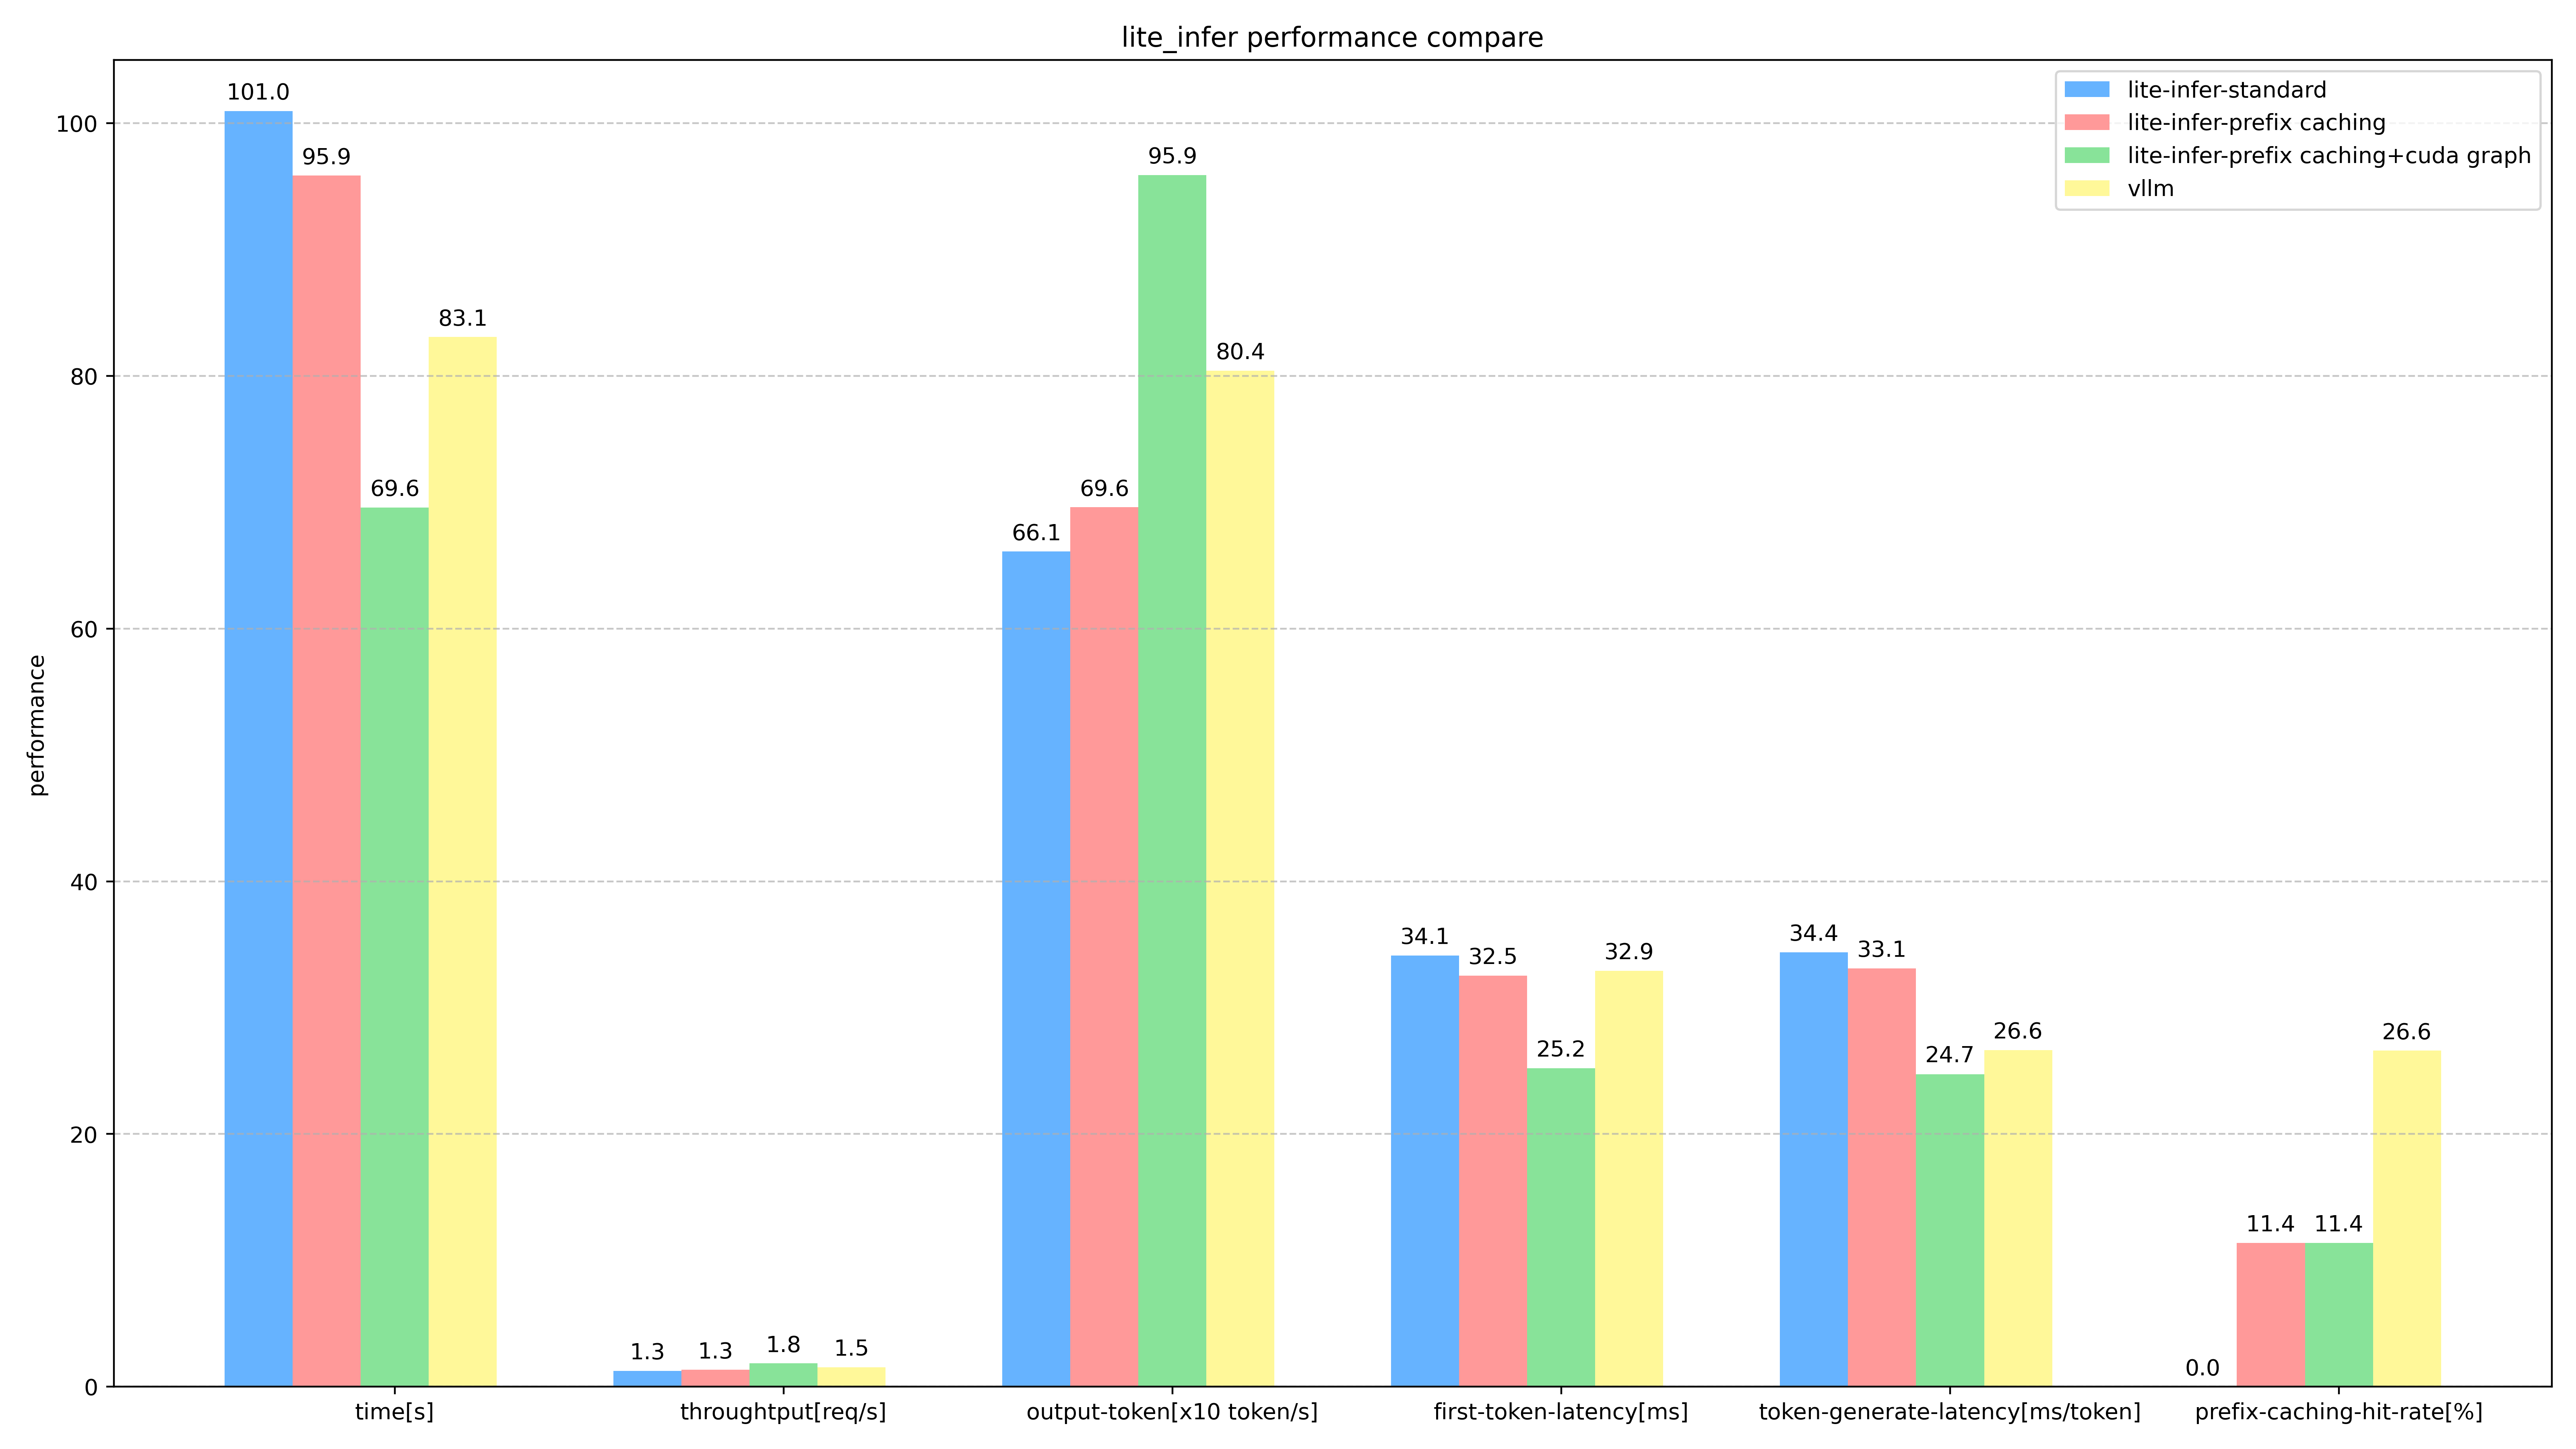 lite_infer performance compare
lite-infer-standard
lite-infer-prefix caching
lite-infer-prefix caching+cuda graph
vllm
performance
100
80
60
40
20
0
101.0
95.9
69.6
83.1
1.3
1.3
1.8
1.5
66.1
69.6
95.9
80.4
34.1
32.5
25.2
32.9
34.4
33.1
24.7
26.6
0.0
11.4
11.4
26.6
time[s]
throughtput[req/s]
output-token[x10 token/s]
first-token-latency[ms]
token-generate-latency[ms/token]
prefix-caching-hit-rate[%]